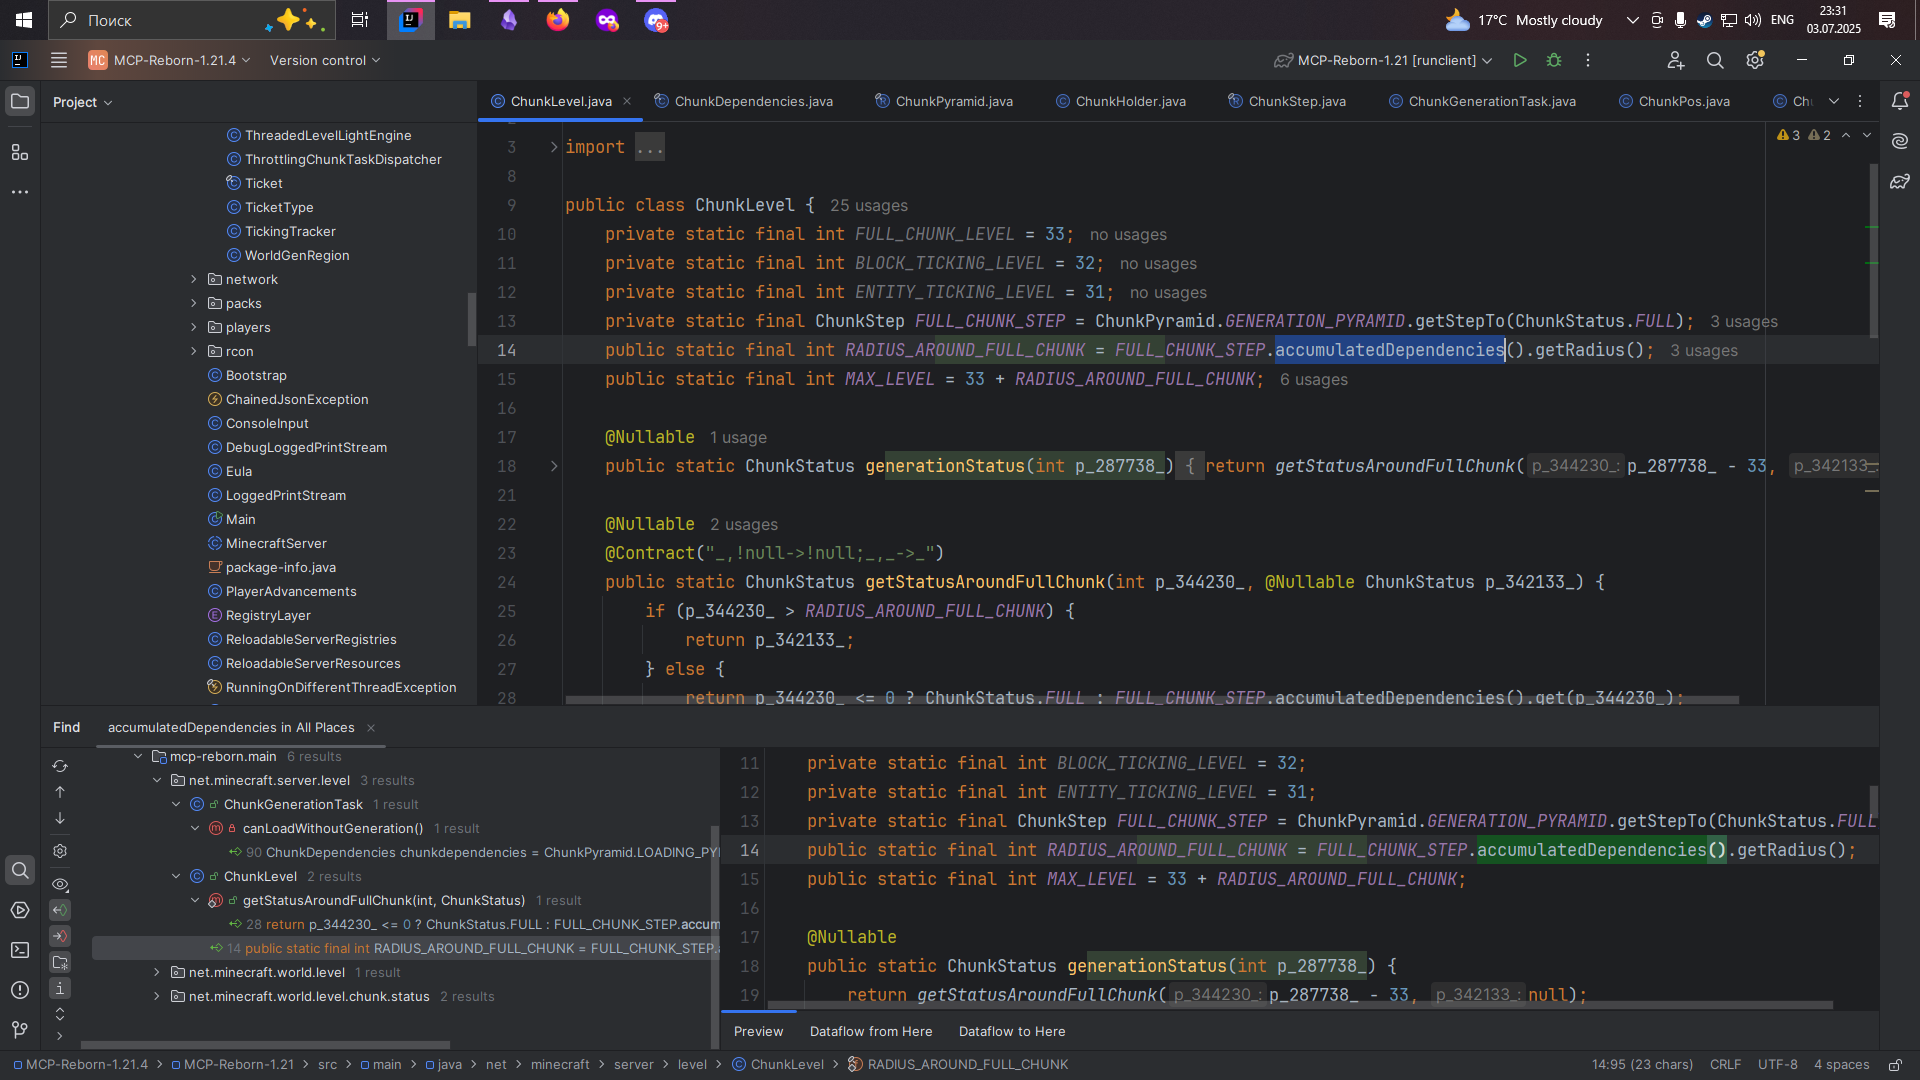 Поиск
9+
17°C Mostly cloudy
ENG
23:31
03.07.2025
MC MCP-Reborn-1.21.4
Version control
MCP-Reborn-1.21 [runclient]
Project
ChunkLevel.java
ChunkDependencies.java
ChunkPyramid.java
ChunkHolder.java
ChunkStep.java
ChunkGenerationTask.java
ChunkPos.java
ThreadedLevelLightEngine
ThrottlingChunkTaskDispatcher
Ticket
TicketType
TickingTracker
WorldGenRegion
network
packs
players
rcon
Bootstrap
ChainedJsonException
ConsoleInput
DebugLoggedPrintStream
Eula
LoggedPrintStream
Main
MinecraftServer
package-info.java
PlayerAdvancements
RegistryLayer
ReloadableServerRegistries
ReloadableServerResources
RunningOnDifferentThreadException
3 2
3 import ...
8
9 public class ChunkLevel { 25 usages
10 private static final int FULL_CHUNK_LEVEL = 33; no usages
11 private static final int BLOCK_TICKING_LEVEL = 32; no usages
12 private static final int ENTITY_TICKING_LEVEL = 31; no usages
13 private static final ChunkStep FULL_CHUNK_STEP = ChunkPyramid.GENERATION_PYRAMID.getStepTo(ChunkStatus.FULL); 3 usages
14 public static final int RADIUS_AROUND_FULL_CHUNK = FULL_CHUNK_STEP.accumulatedDependencies().getRadius(); 3 usages
15 public static final int MAX_LEVEL = 33 + RADIUS_AROUND_FULL_CHUNK; 6 usages
16
17 @Nullable 1 usage
18 public static ChunkStatus generationStatus(int p_287738_) { return getStatusAroundFullChunk( p_344230_: p_287738_ - 33, p_342133_:
21
22 @Nullable 2 usages
23 @Contract("_,!null->!null;_,_->_")
24 public static ChunkStatus getStatusAroundFullChunk(int p_344230_, @Nullable ChunkStatus p_342133_) {
25 if (p_344230_ > RADIUS_AROUND_FULL_CHUNK) {
26 return p_342133_;
27 } else {
28 return p_344230_ <= 0 ? ChunkStatus.FULL : FULL_CHUNK_STEP.accumulatedDependencies().get(p_344230_);
Find
accumulatedDependencies in All Places
mcp-reborn.main 6 results
net.minecraft.server.level 3 results
ChunkGenerationTask 1 result
canLoadWithoutGeneration() 1 result
90 ChunkDependencies chunkdependencies = ChunkPyramid.LOADING_PY
ChunkLevel 2 results
getStatusAroundFullChunk(int, ChunkStatus) 1 result
28 return p_344230_ <= 0 ? ChunkStatus.FULL : FULL_CHUNK_STEP.accum
14 public static final int RADIUS_AROUND_FULL_CHUNK = FULL_CHUNK_STEP.
net.minecraft.world.level 1 result
net.minecraft.world.level.chunk.status 2 results
11 private static final int BLOCK_TICKING_LEVEL = 32;
12 private static final int ENTITY_TICKING_LEVEL = 31;
13 private static final ChunkStep FULL_CHUNK_STEP = ChunkPyramid.GENERATION_PYRAMID.getStepTo(ChunkStatus.FULL
14 public static final int RADIUS_AROUND_FULL_CHUNK = FULL_CHUNK_STEP.accumulatedDependencies().getRadius();
15 public static final int MAX_LEVEL = 33 + RADIUS_AROUND_FULL_CHUNK;
16
17 @Nullable
18 public static ChunkStatus generationStatus(int p_287738_) {
19 return getStatusAroundFullChunk( p_344230_: p_287738_ - 33, p_342133_: null);
Preview
Dataflow from Here
Dataflow to Here
MCP-Reborn-1.21.4 > MCP-Reborn-1.21 > src > main > java > net > minecraft > server > level > ChunkLevel > RADIUS_AROUND_FULL_CHUNK
14:95 (23 chars)
CRLF
UTF-8
4 spaces